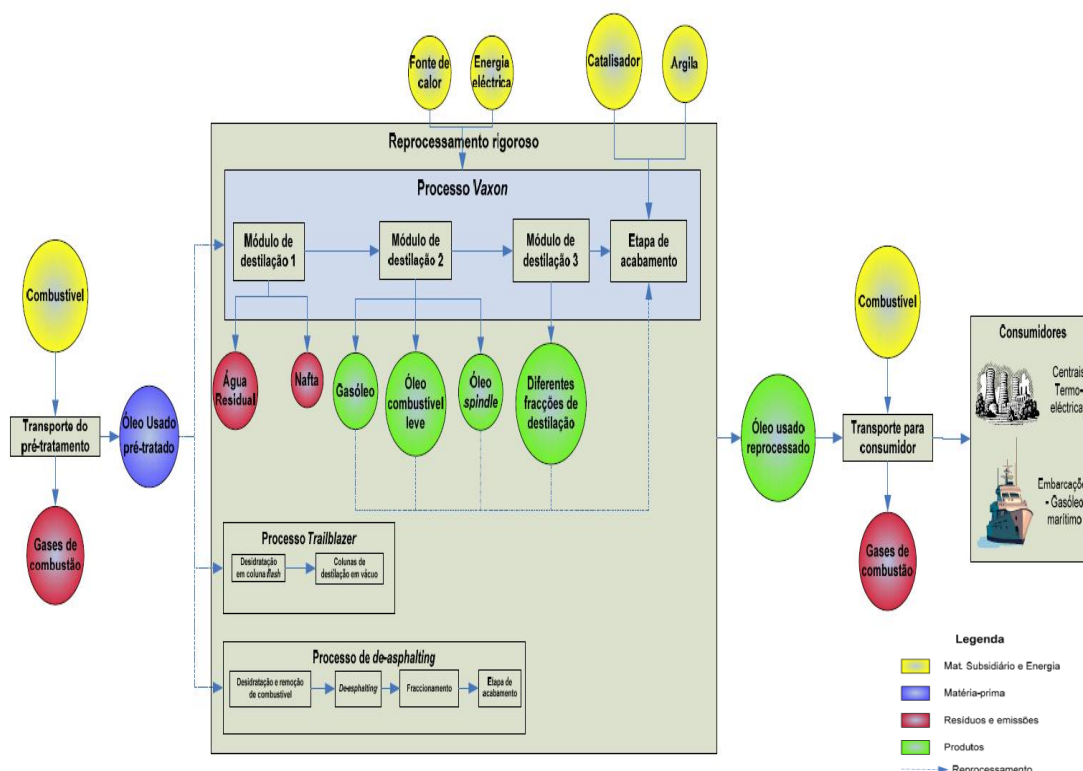 Fonte de
calor
Energia
eléctrica
Catalisador
Argila
Reprocessamento rigoroso
Processo Vaxon
Módulo de
destilação 1
Módulo de
destilação 2
Módulo de
destilação 3
Etapa de
acabamento
Combustível
Água
Residual
Nafta
Gasóleo
Óleo
combustível
leve
Óleo
spindle
Diferentes
fracções de
destilação
Transporte do
pré-tratamento
Óleo Usado
pré-tratado
Gases de
combustão
Processo Trailblazer
Desidratação
em coluna flash
Colunas de
destilação em vácuo
Processo de de-asphalting
Desidratação e remoção
de combustível
De-asphalting
Fraccionamento
Etapa de
acabamento
Óleo usado
reprocessado
Combustível
Transporte para
consumidor
Gases de
combustão
Consumidores
Centrais
Termo-
eléctrica
Embarcaçõe
- Gasóleo
marítimo
Legenda
Mat. Subsidiário e Energia
Matéria-prima
Resíduos e emissões
Produtos
Reprocessamento